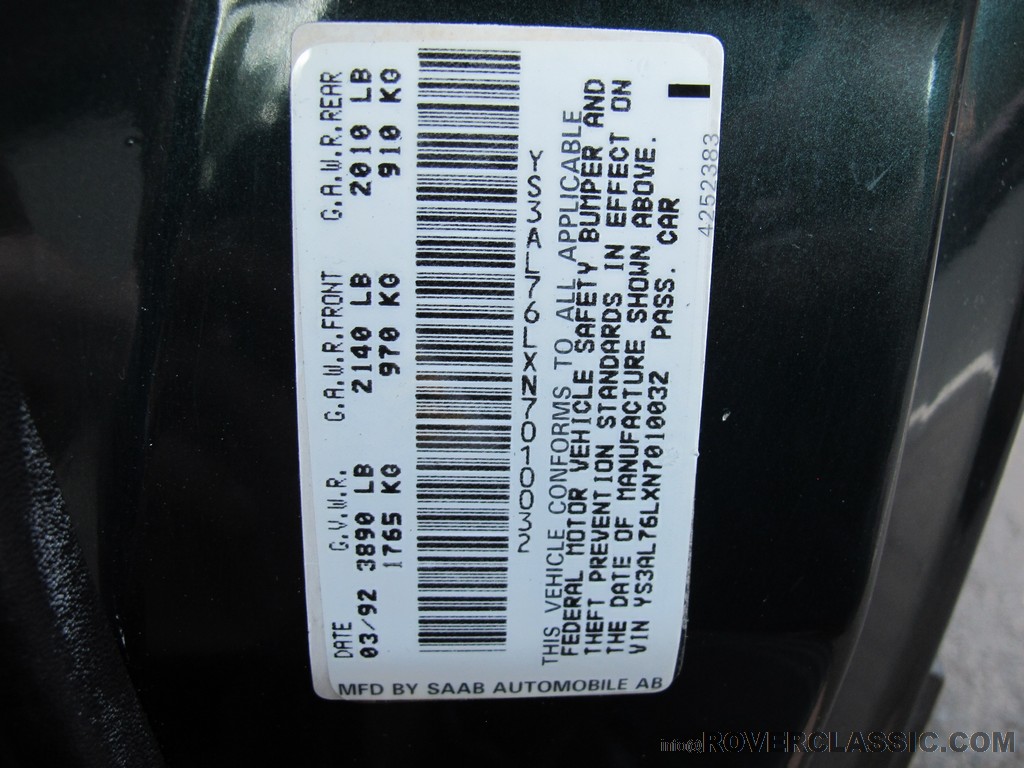 MFD BY SAAB AUTOMOBILE AB
DATE G.V.W.R. G.A.W.R.FRONT G.A.W.R.REAR
03/92 3890 LB 2140 LB 2010 LB
1765 KG 970 KG 910 KG
YS3AL76LXN7010032
THIS VEHICLE CONFORMS TO ALL APPLICABLE
FEDERAL MOTOR VEHICLE SAFETY BUMPER AND
THEFT PREVENTION STANDARDS IN EFFECT ON
THE DATE OF MANUFACTURE SHOWN ABOVE.
VIN YS3AL76LXN7010032 PASS. CAR
4252383
info@ROVERCLASSIC.COM